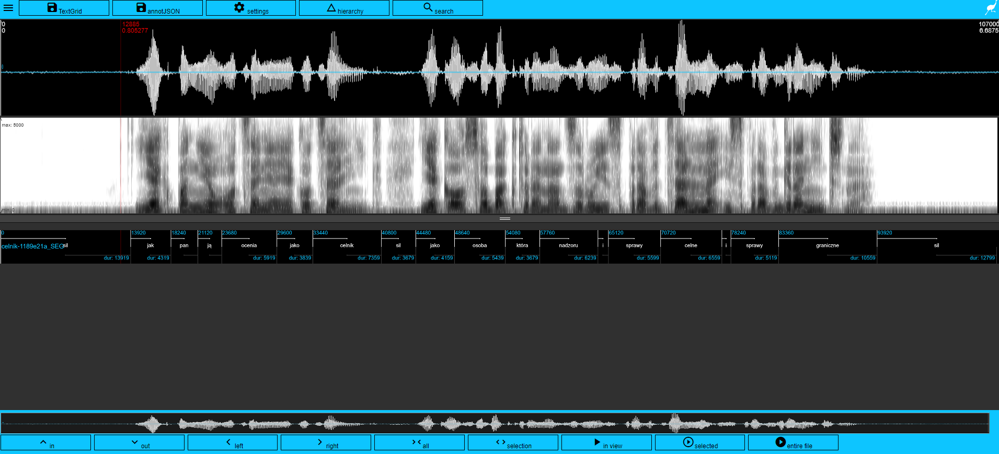 TextGrid annotJSON settings hierarchy search
0 107000
0 6.6875
0.805277
0
max: 5000
min: 0
0 13920 18240 21120 23680 29600 33440 40800 44480 48640 54080 57760 65120 70720 78240 83360 93920
celnik-1189e21a_SEG sil jak pan ją ocenia jako celnik sil jako osoba która nadzoru i sprawy celne i sprawy graniczne sil
dur: 13919 dur: 4319 dur: 5919 dur: 3839 dur: 7359 dur: 3679 dur: 4159 dur: 5439 dur: 3679 dur: 6239 dur: 5599 dur: 6559 dur: 5119 dur: 10559 dur: 12799
in out left right all selection in view selected entire file